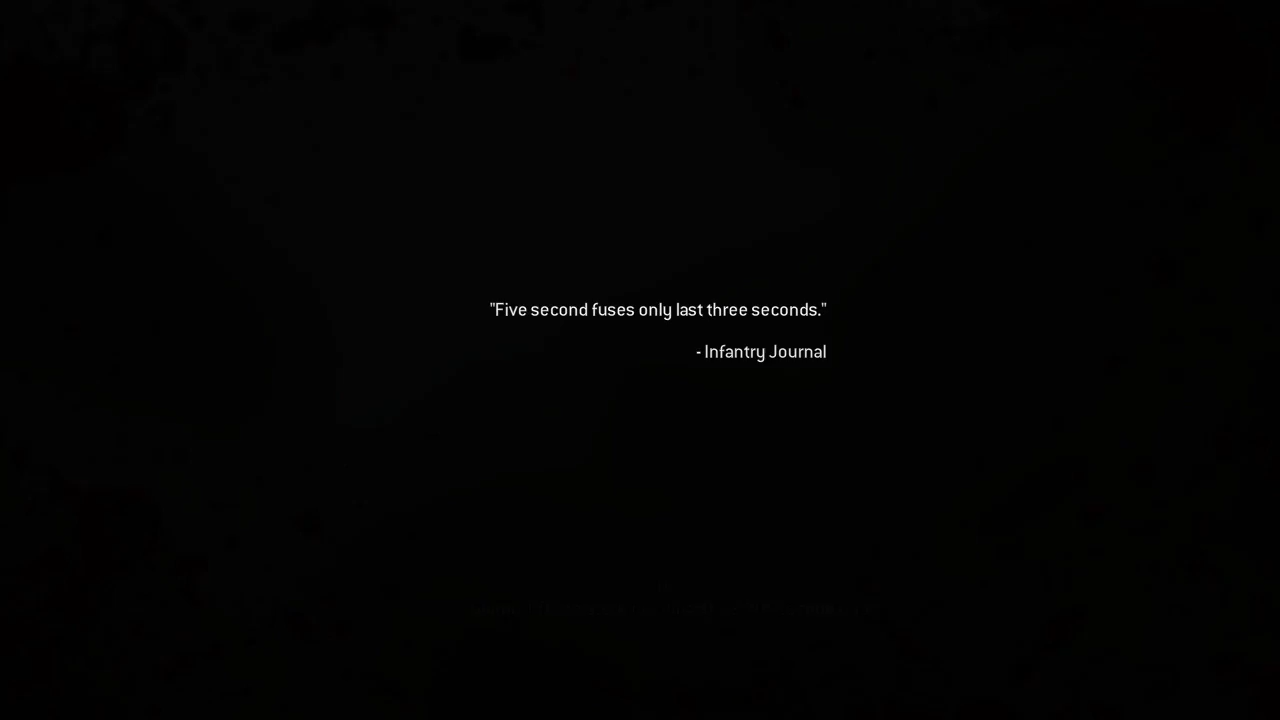 "Five second fuses only last three seconds."
- Infantry Journal